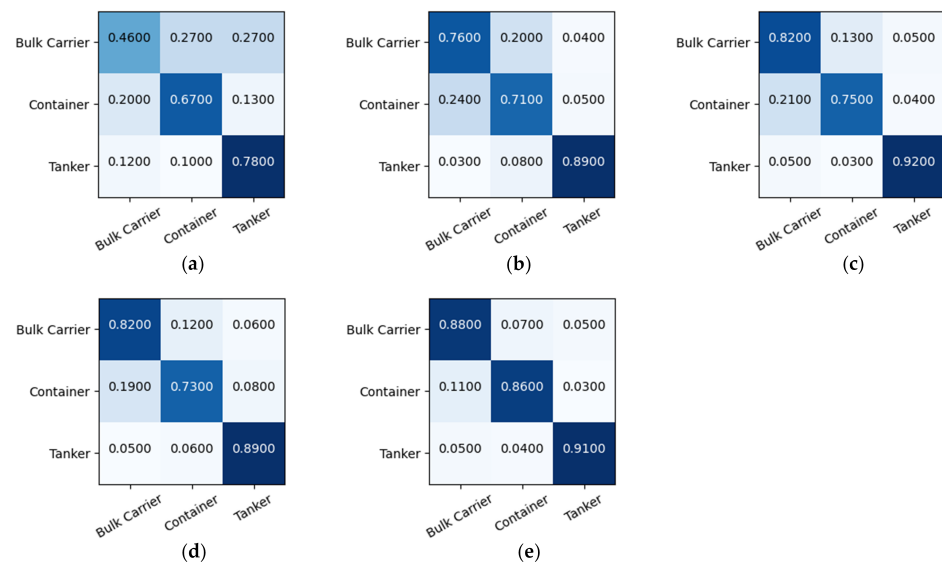 Bulk Carrier 0.4600 0.2700 0.2700
Container 0.2000 0.6700 0.1300
Tanker 0.1200 0.1000 0.7800
Bulk Carrier Container Tanker
(a)
Bulk Carrier 0.7600 0.2000 0.0400
Container 0.2400 0.7100 0.0500
Tanker 0.0300 0.0800 0.8900
Bulk Carrier Container Tanker
(b)
Bulk Carrier 0.8200 0.1300 0.0500
Container 0.2100 0.7500 0.0400
Tanker 0.0500 0.0300 0.9200
Bulk Carrier Container Tanker
(c)
Bulk Carrier 0.8200 0.1200 0.0600
Container 0.1900 0.7300 0.0800
Tanker 0.0500 0.0600 0.8900
Bulk Carrier Container Tanker
(d)
Bulk Carrier 0.8800 0.0700 0.0500
Container 0.1100 0.8600 0.0300
Tanker 0.0500 0.0400 0.9100
Bulk Carrier Container Tanker
(e)